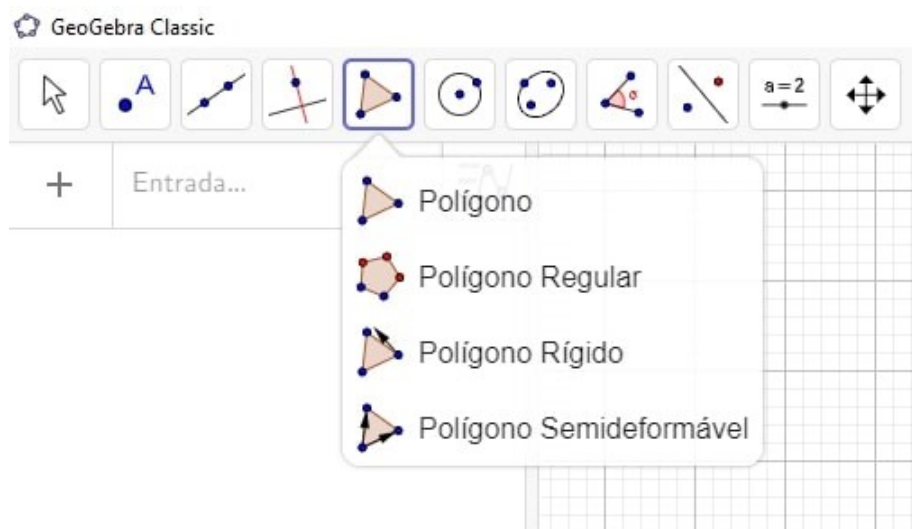 GeoGebra Classic
A
α
a = 2
+ Entrada...
Polígono
Polígono Regular
Polígono Rígido
Polígono Semideformável